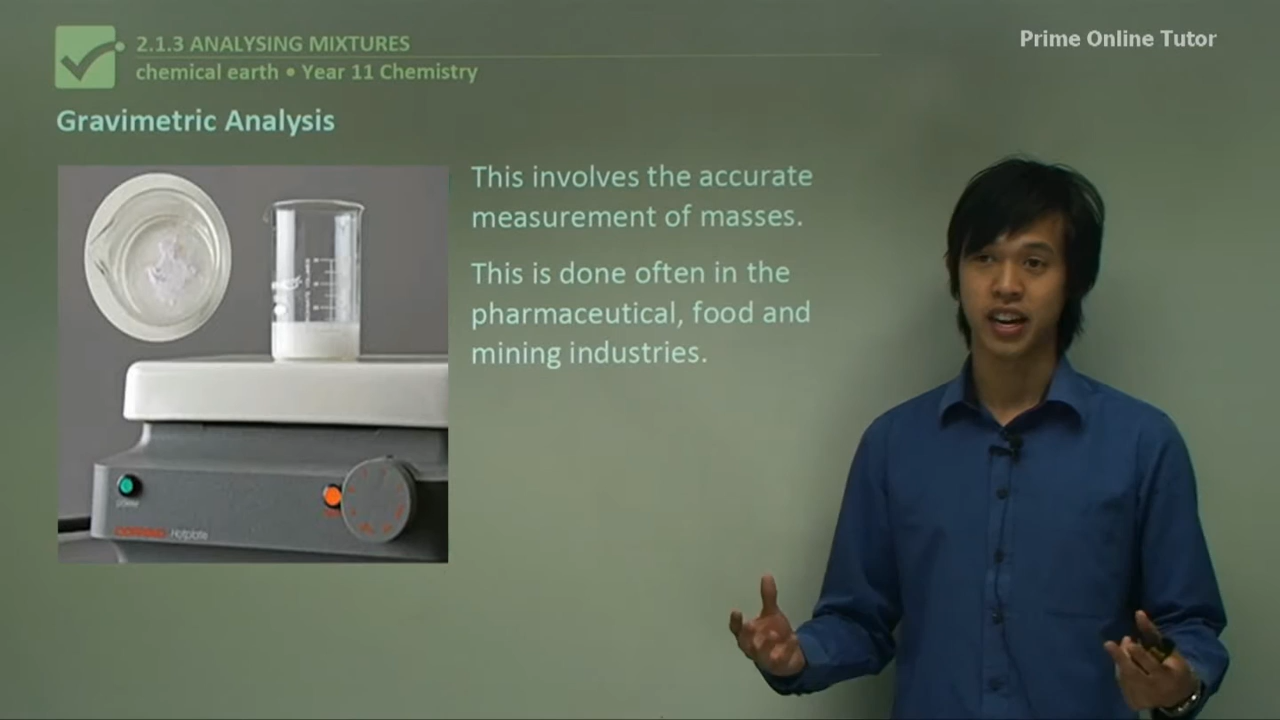 2.1.3 ANALYSING MIXTURES
Prime Online Tutor
chemical earth • Year 11 Chemistry
Gravimetric Analysis
This involves the accurate
measurement of masses.
This is done often in the
pharmaceutical, food and
mining industries.
Hotplate